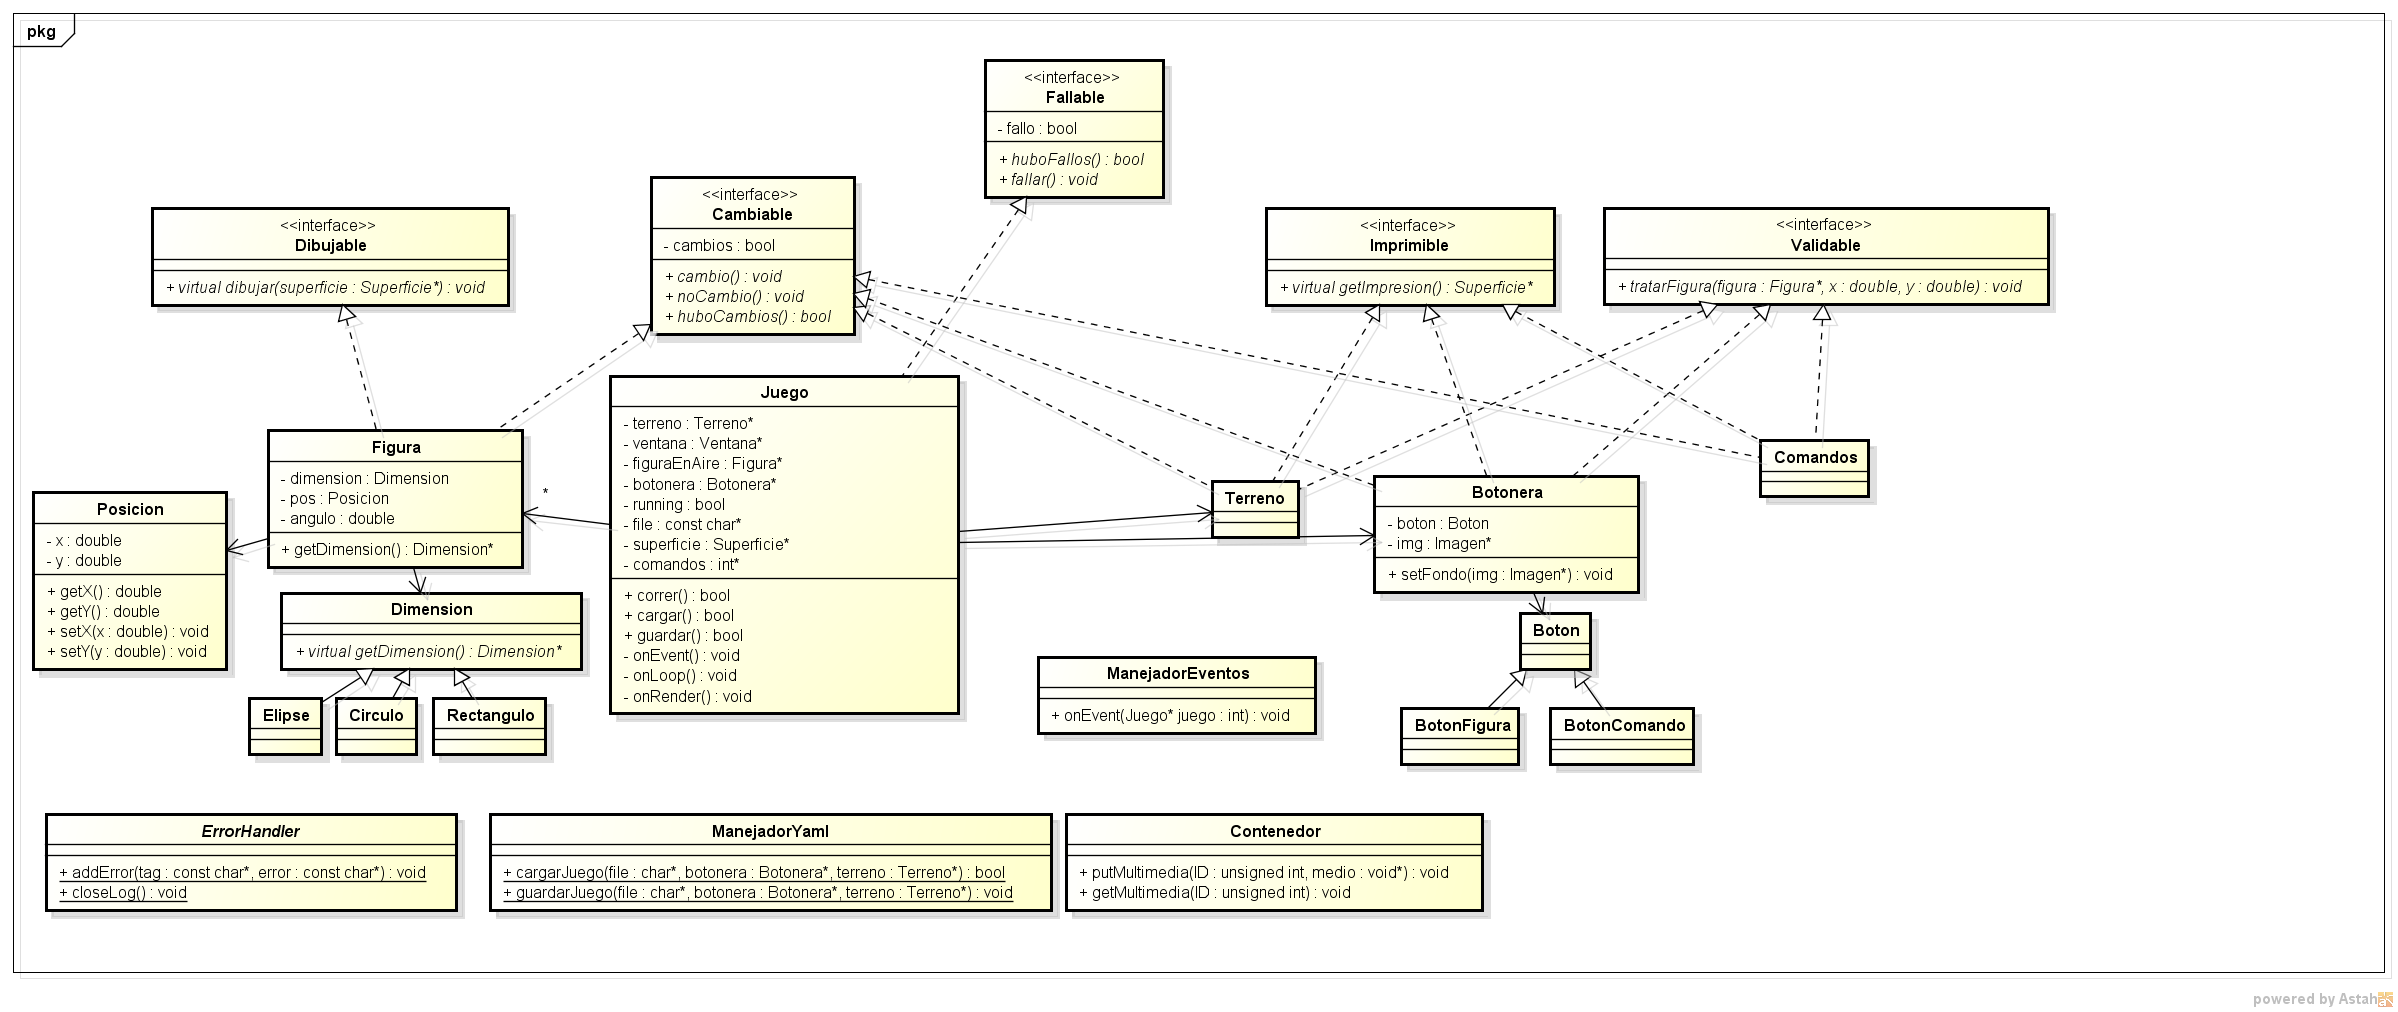 pkg
<<interface>>
Fallable
- fallo : bool
+ huboFallos() : bool
+ fallar() : void
<<interface>>
Cambiable
- cambios : bool
+ cambio() : void
+ noCambio() : void
+ huboCambios() : bool
<<interface>>
Dibujable
+ virtual dibujar(superficie : Superficie*) : void
<<interface>>
Imprimible
+ virtual getImpresion() : Superficie*
<<interface>>
Validable
+ tratarFigura(figura : Figura*, x : double, y : double) : void
Juego
- terreno : Terreno*
- ventana : Ventana*
- figuraEnAire : Figura*
- botonera : Botonera*
- running : bool
- file : const char*
- superficie : Superficie*
- comandos : int*
+ correr() : bool
+ cargar() : bool
+ guardar() : bool
- onEvent() : void
- onLoop() : void
- onRender() : void
Figura
- dimension : Dimension
- pos : Posicion
- angulo : double
+ getDimension() : Dimension*
*
Posicion
- x : double
- y : double
+ getX() : double
+ getY() : double
+ setX(x : double) : void
+ setY(y : double) : void
Dimension
+ virtual getDimension() : Dimension*
Elipse
Circulo
Rectangulo
Terreno
Botonera
- boton : Boton
- img : Imagen*
+ setFondo(img : Imagen*) : void
Comandos
Boton
BotonFigura
BotonComando
ManejadorEventos
+ onEvent(Juego* juego : int) : void
ErrorHandler
+ addError(tag : const char*, error : const char*) : void
+ closeLog() : void
ManejadorYaml
+ cargarJuego(file : char*, botonera : Botonera*, terreno : Terreno*) : bool
+ guardarJuego(file : char*, botonera : Botonera*, terreno : Terreno*) : void
Contenedor
+ putMultimedia(ID : unsigned int, medio : void*) : void
+ getMultimedia(ID : unsigned int) : void
powered by Astah